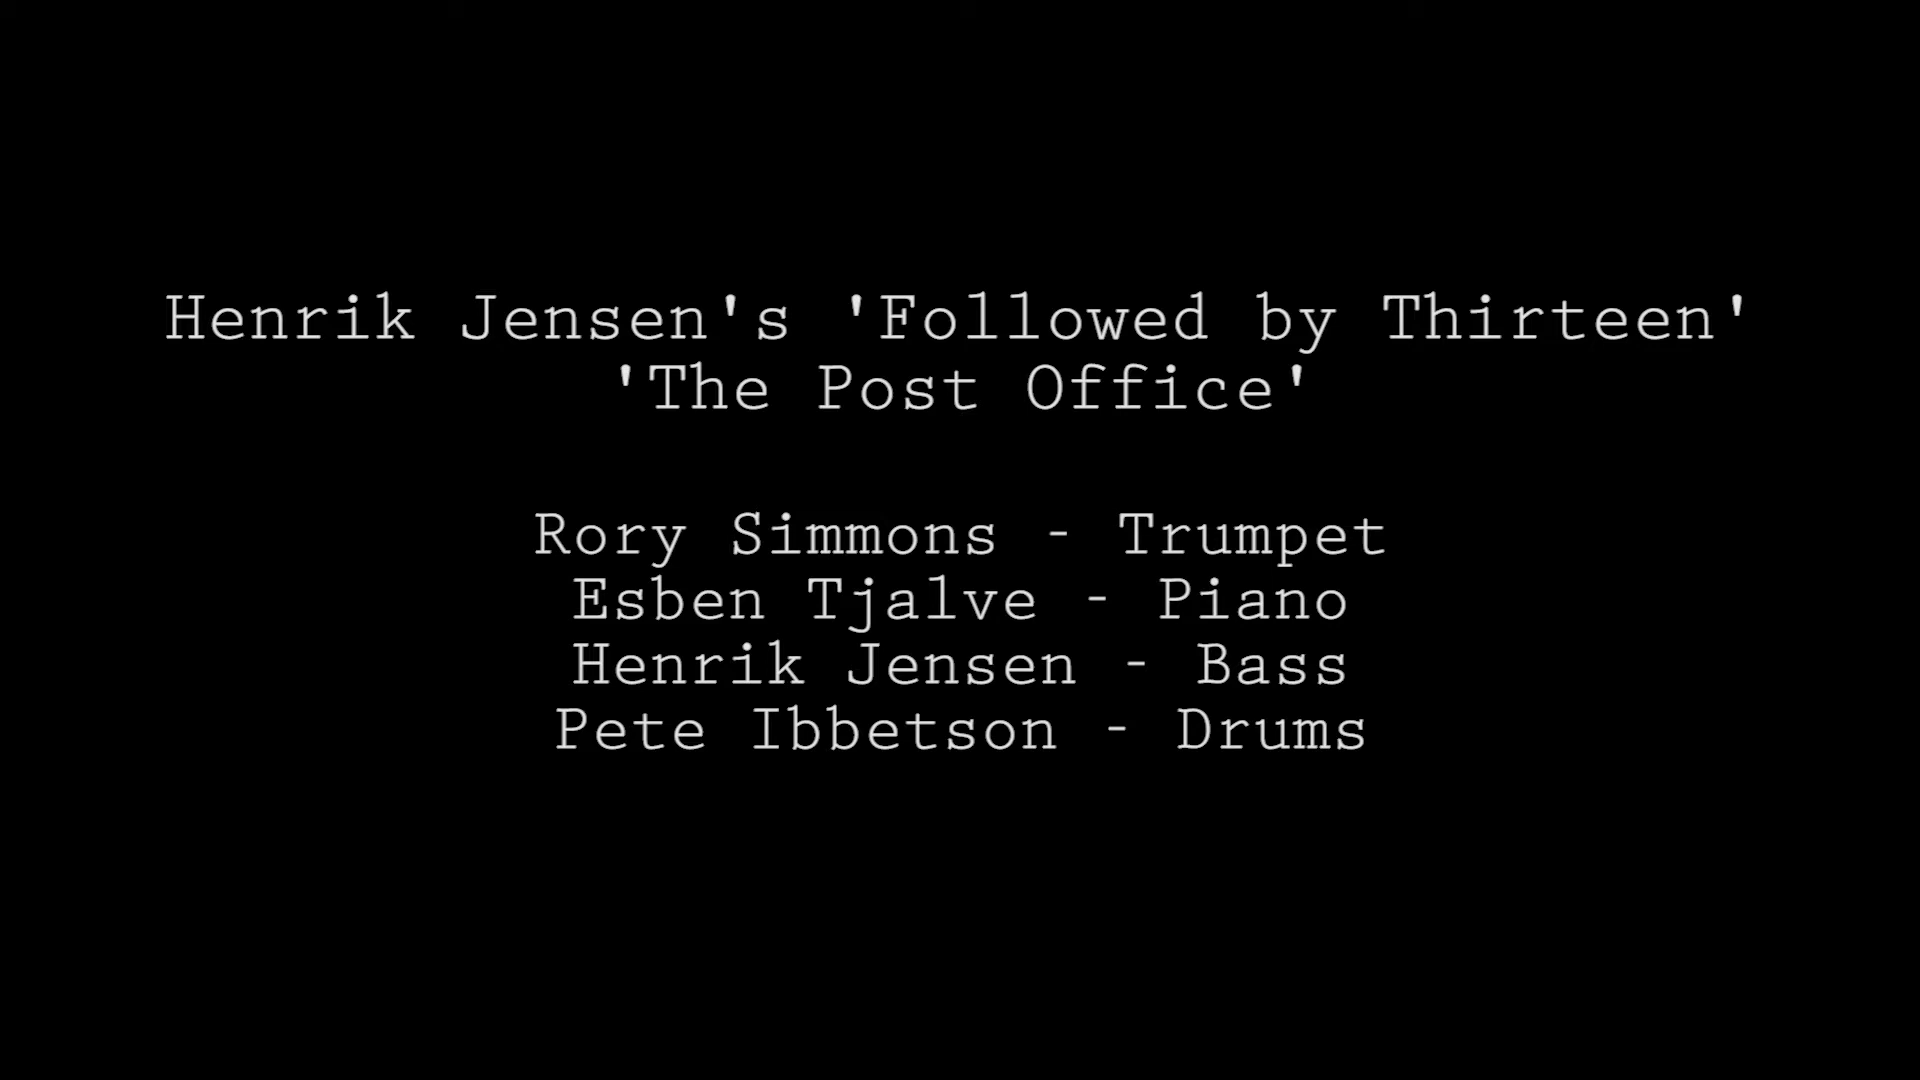 Henrik Jensen's 'Followed by Thirteen'
'The Post Office'
Rory Simmons - Trumpet
Esben Tjalve - Piano
Henrik Jensen - Bass
Pete Ibbetson - Drums